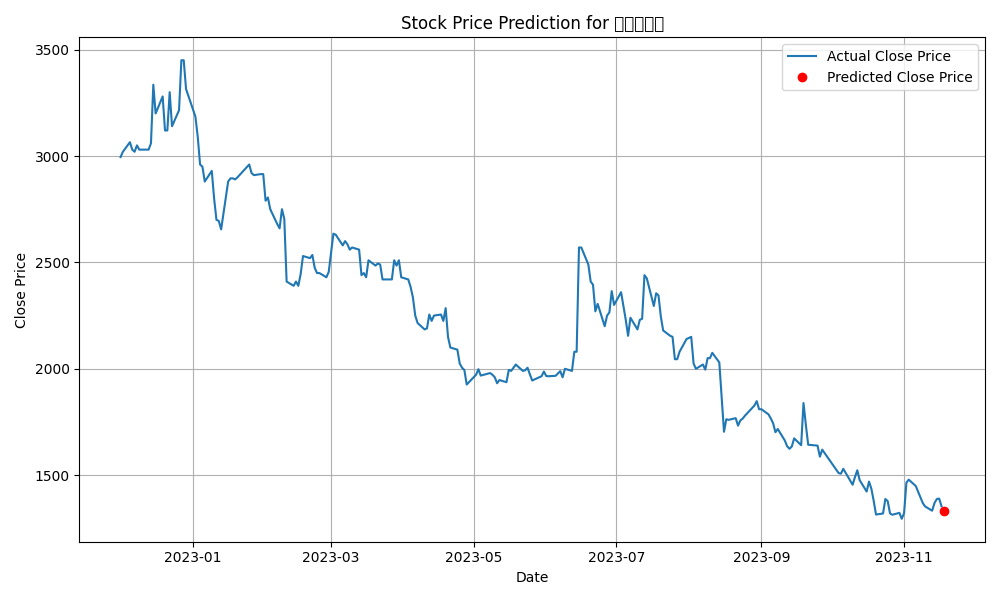 Stock Price Prediction for
Actual Close Price
Predicted Close Price
Close Price
3500
3000
2500
2000
1500
2023-01
2023-03
2023-05
2023-07
2023-09
2023-11
Date